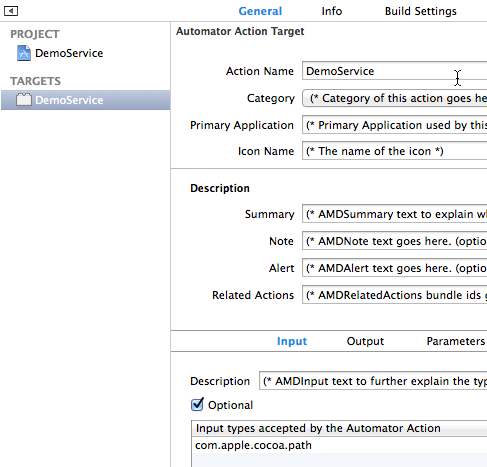 General Info Build Settings
PROJECT
DemoService
TARGETS
DemoService
Automator Action Target
Action Name DemoService
Category (* Category of this action goes he
Primary Application (* Primary Application used by this
Icon Name (* The name of the icon *)
Description
Summary (* AMDSummary text to explain wh
Note (* AMDNote text goes here. (optio
Alert (* AMDAlert text goes here. (optio
Related Actions (* AMDRelatedActions bundle ids g
Input Output Parameters
Description (* AMDInput text to further explain the typ
Optional
Input types accepted by the Automator Action
com.apple.cocoa.path